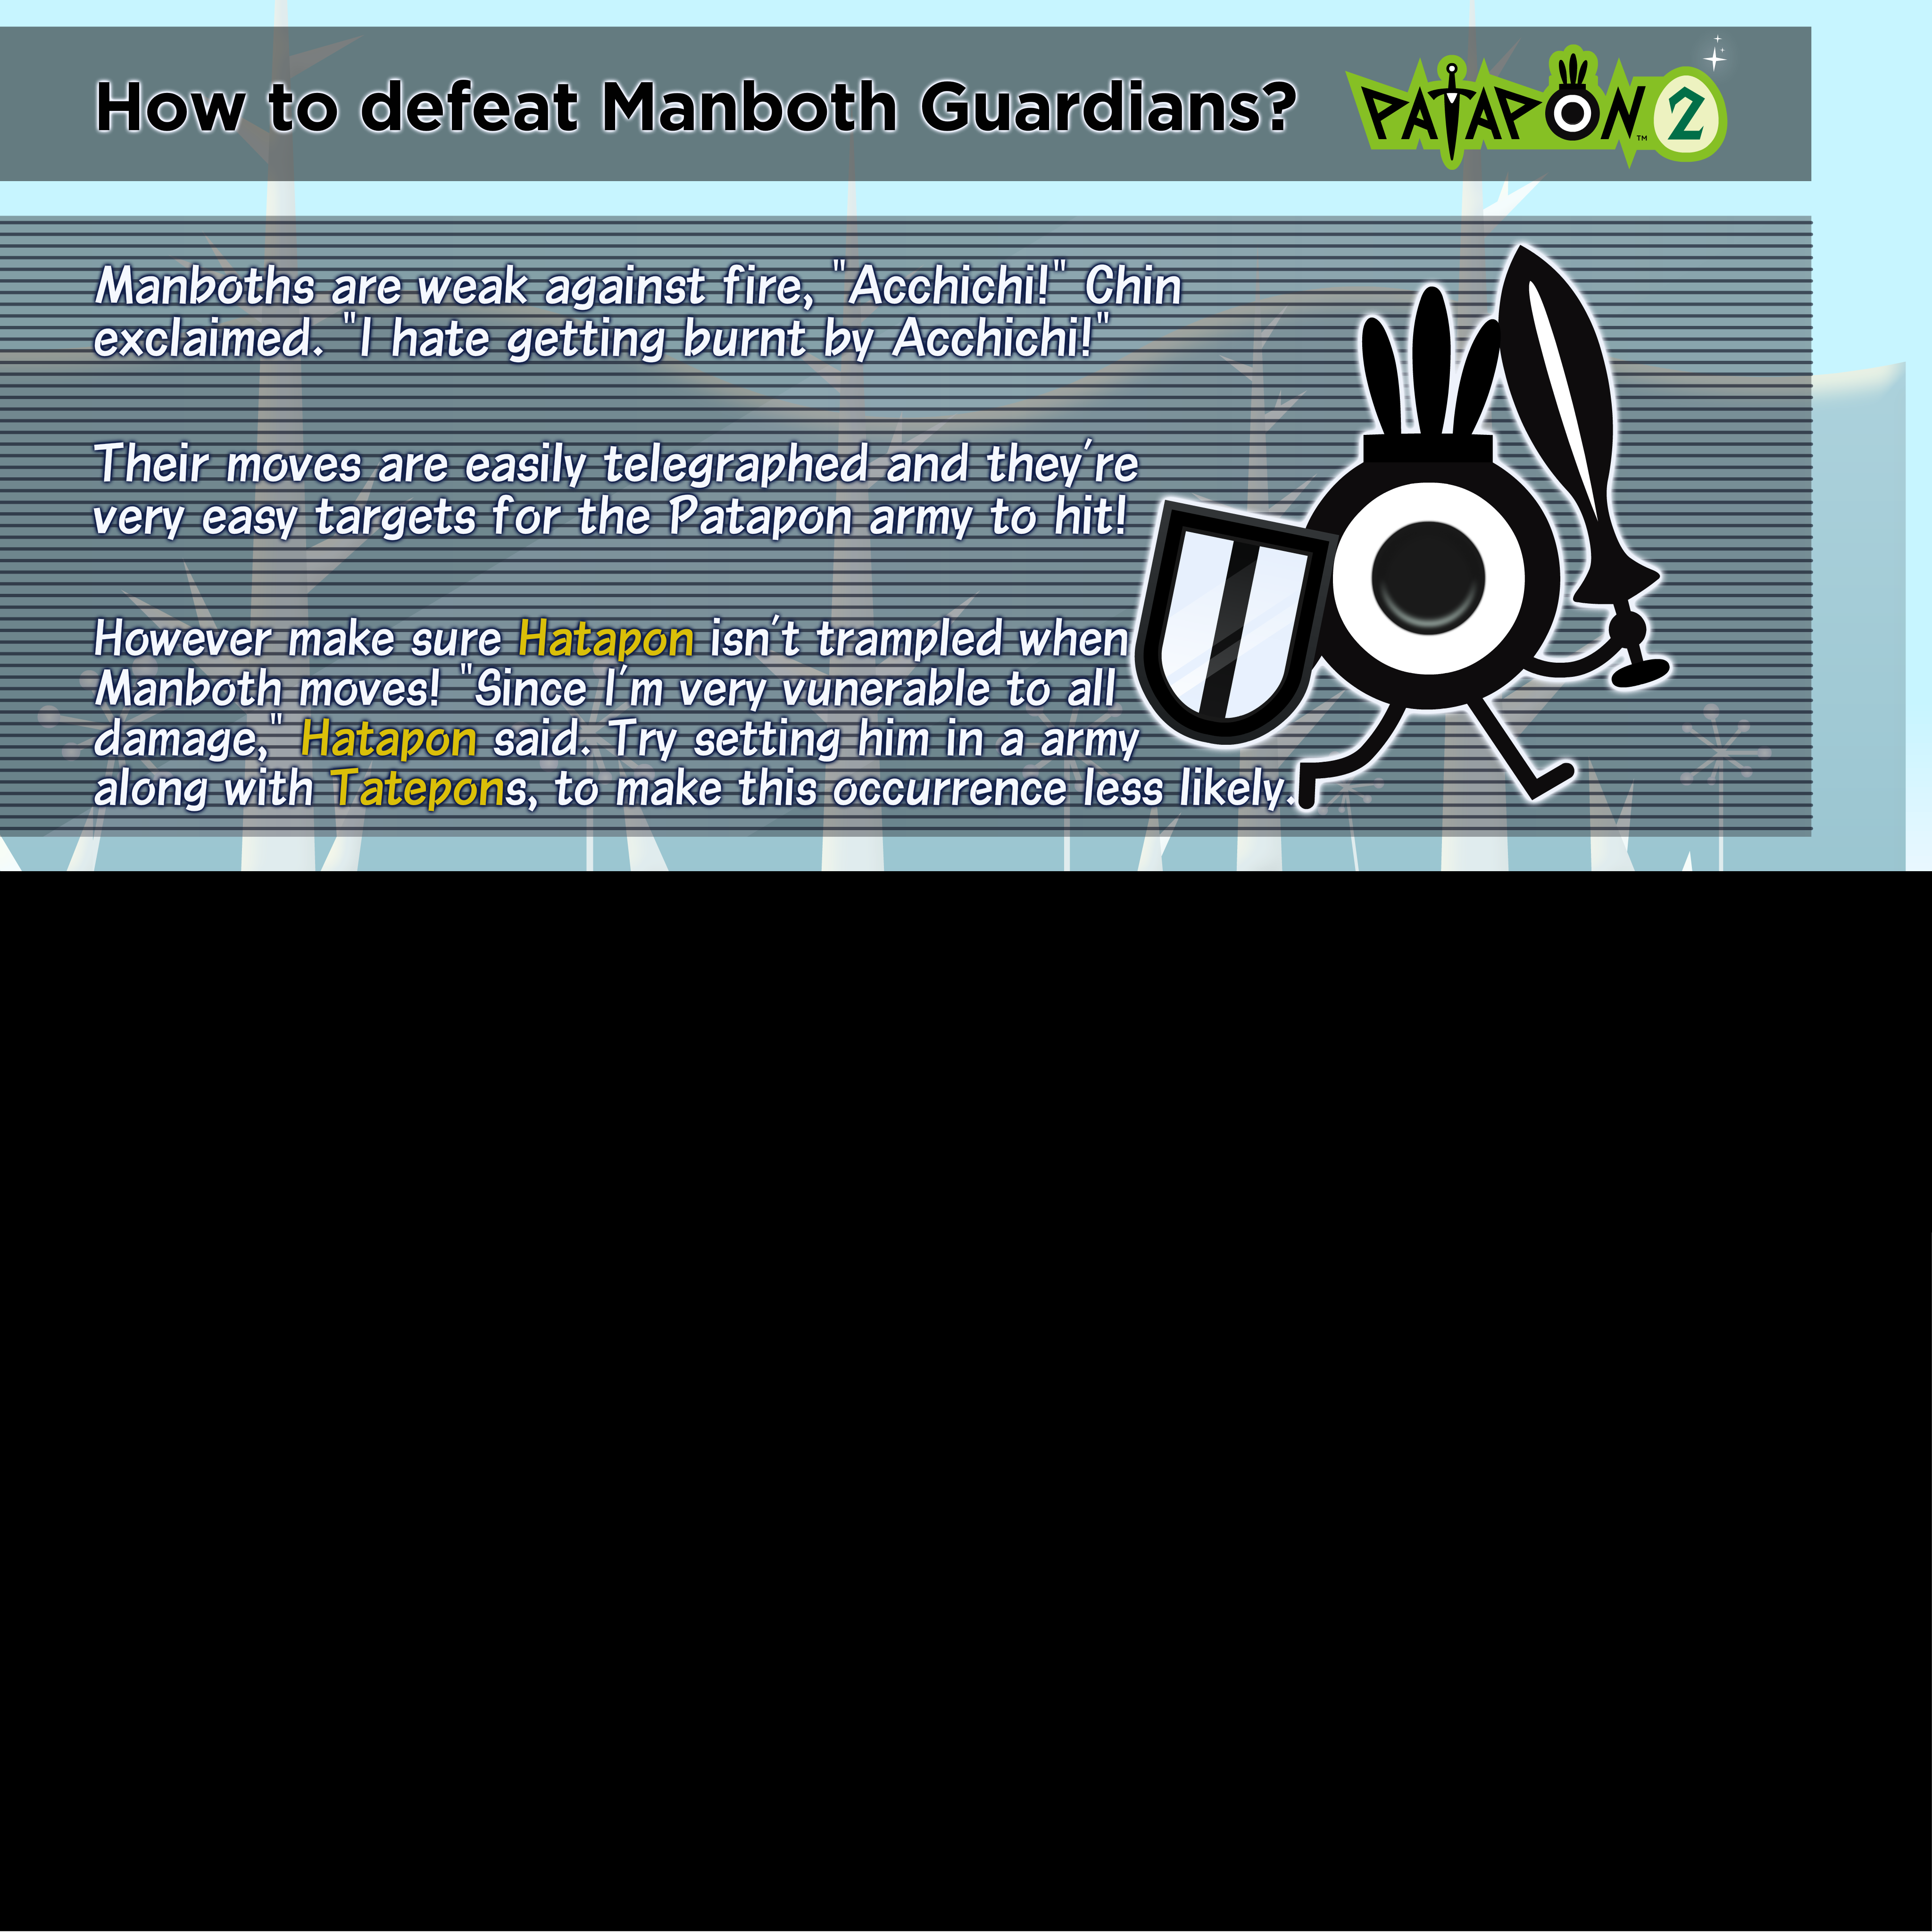 How to defeat Manboth Guardians?
PATAPON™ 2
Manboths are weak against fire, "Acchichi!" Chin
exclaimed. "I hate getting burnt by Acchichi!"
Their moves are easily telegraphed and they're
very easy targets for the Patapon army to hit!
However make sure Hatapon isn't trampled when
Manboth moves! "Since I'm very vunerable to all
damage," Hatapon said. Try setting him in a army
along with Tatepons, to make this occurrence less likely.